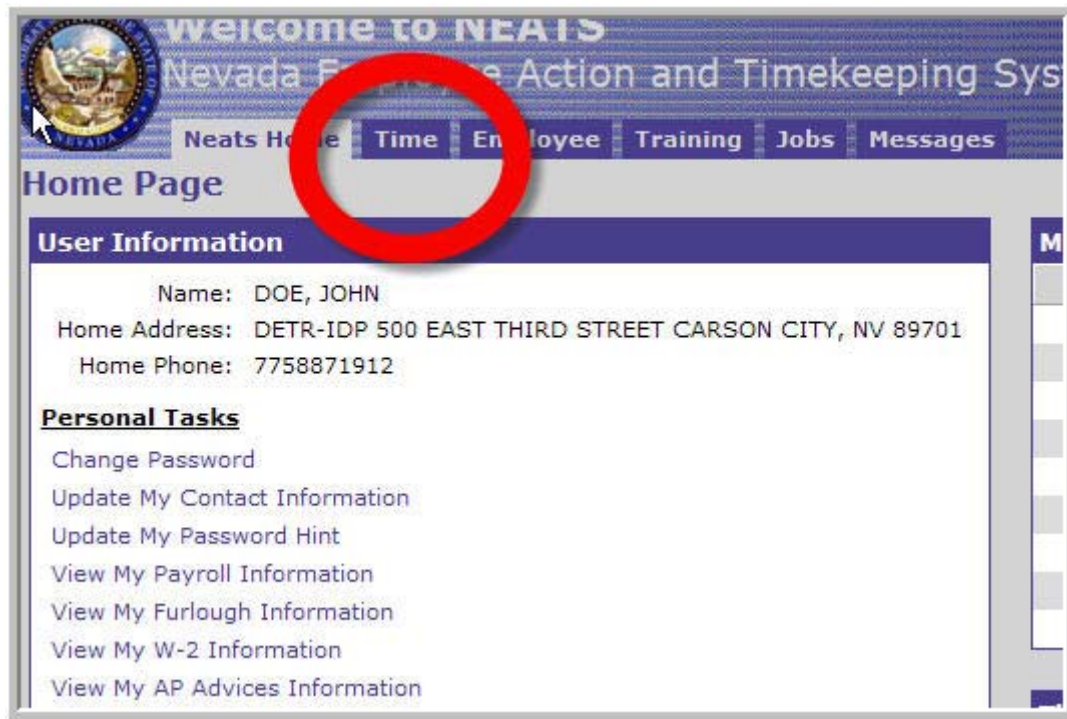 Welcome to NEATS
Nevada Employee Action and Timekeeping Sys
Neats Home Time Employee Training Jobs Messages
Home Page
User Information
M
Name: DOE, JOHN
Home Address: DETR-IDP 500 EAST THIRD STREET CARSON CITY, NV 89701
Home Phone: 7758871912
Personal Tasks
Change Password
Update My Contact Information
Update My Password Hint
View My Payroll Information
View My Furlough Information
View My W-2 Information
View My AP Advices Information